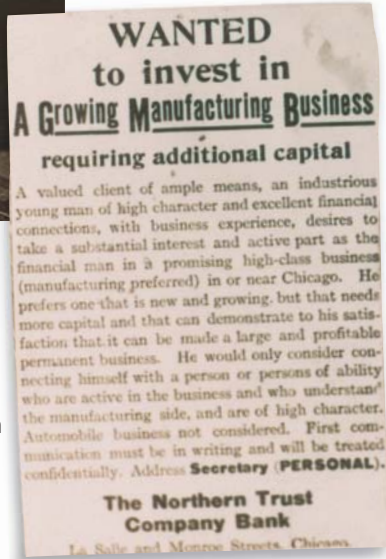 WANTED
to invest in
A Growing Manufacturing Business
requiring additional capital
A valued client of ample means, an industrious
young man of high character and excellent financial
connections, with business experience, desires to
take a substantial interest and active part as the
financial man in a promising high-class business
(manufacturing preferred) in or near Chicago. He
prefers one that is new and growing, but that needs
more capital and that can demonstrate to his satis-
faction that it can be made a large and profitable
permanent business. He would only consider con-
necting himself with a person or persons of ability
who are active in the business and who understand
the manufacturing side, and are of high character.
Automobile business not considered. First com-
munication must be in writing and will be treated
confidentially. Address Secretary (PERSONAL).
The Northern Trust
Company Bank
La Salle and Monroe Streets, Chicago